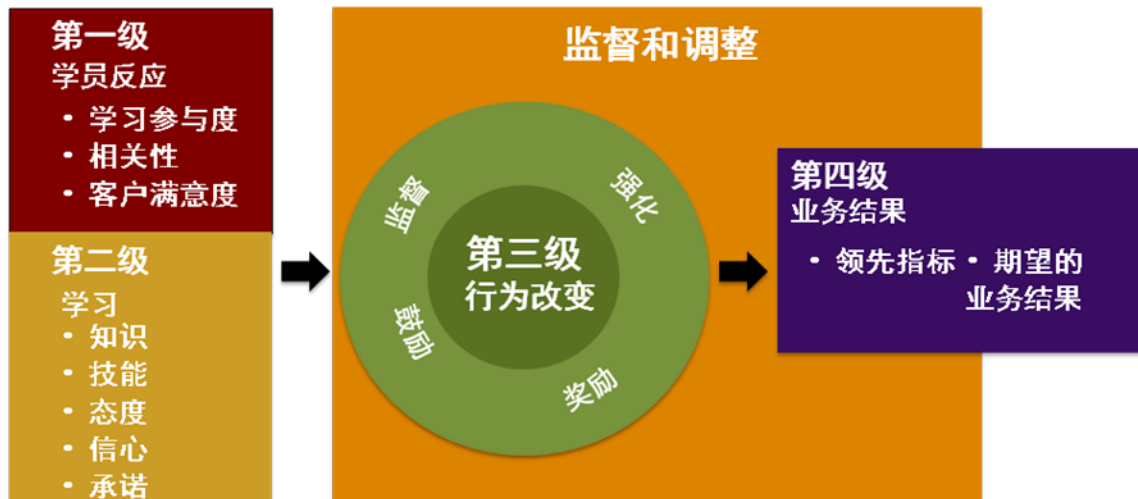 第一级
学员反应
· 学习参与度
· 相关性
· 客户满意度
第二级
学习
· 知识
· 技能
· 态度
· 信心
· 承诺
监督和调整
监督
强化
第三级
行为改变
鼓励
奖励
第四级
业务结果
· 领先指标 · 期望的
业务结果